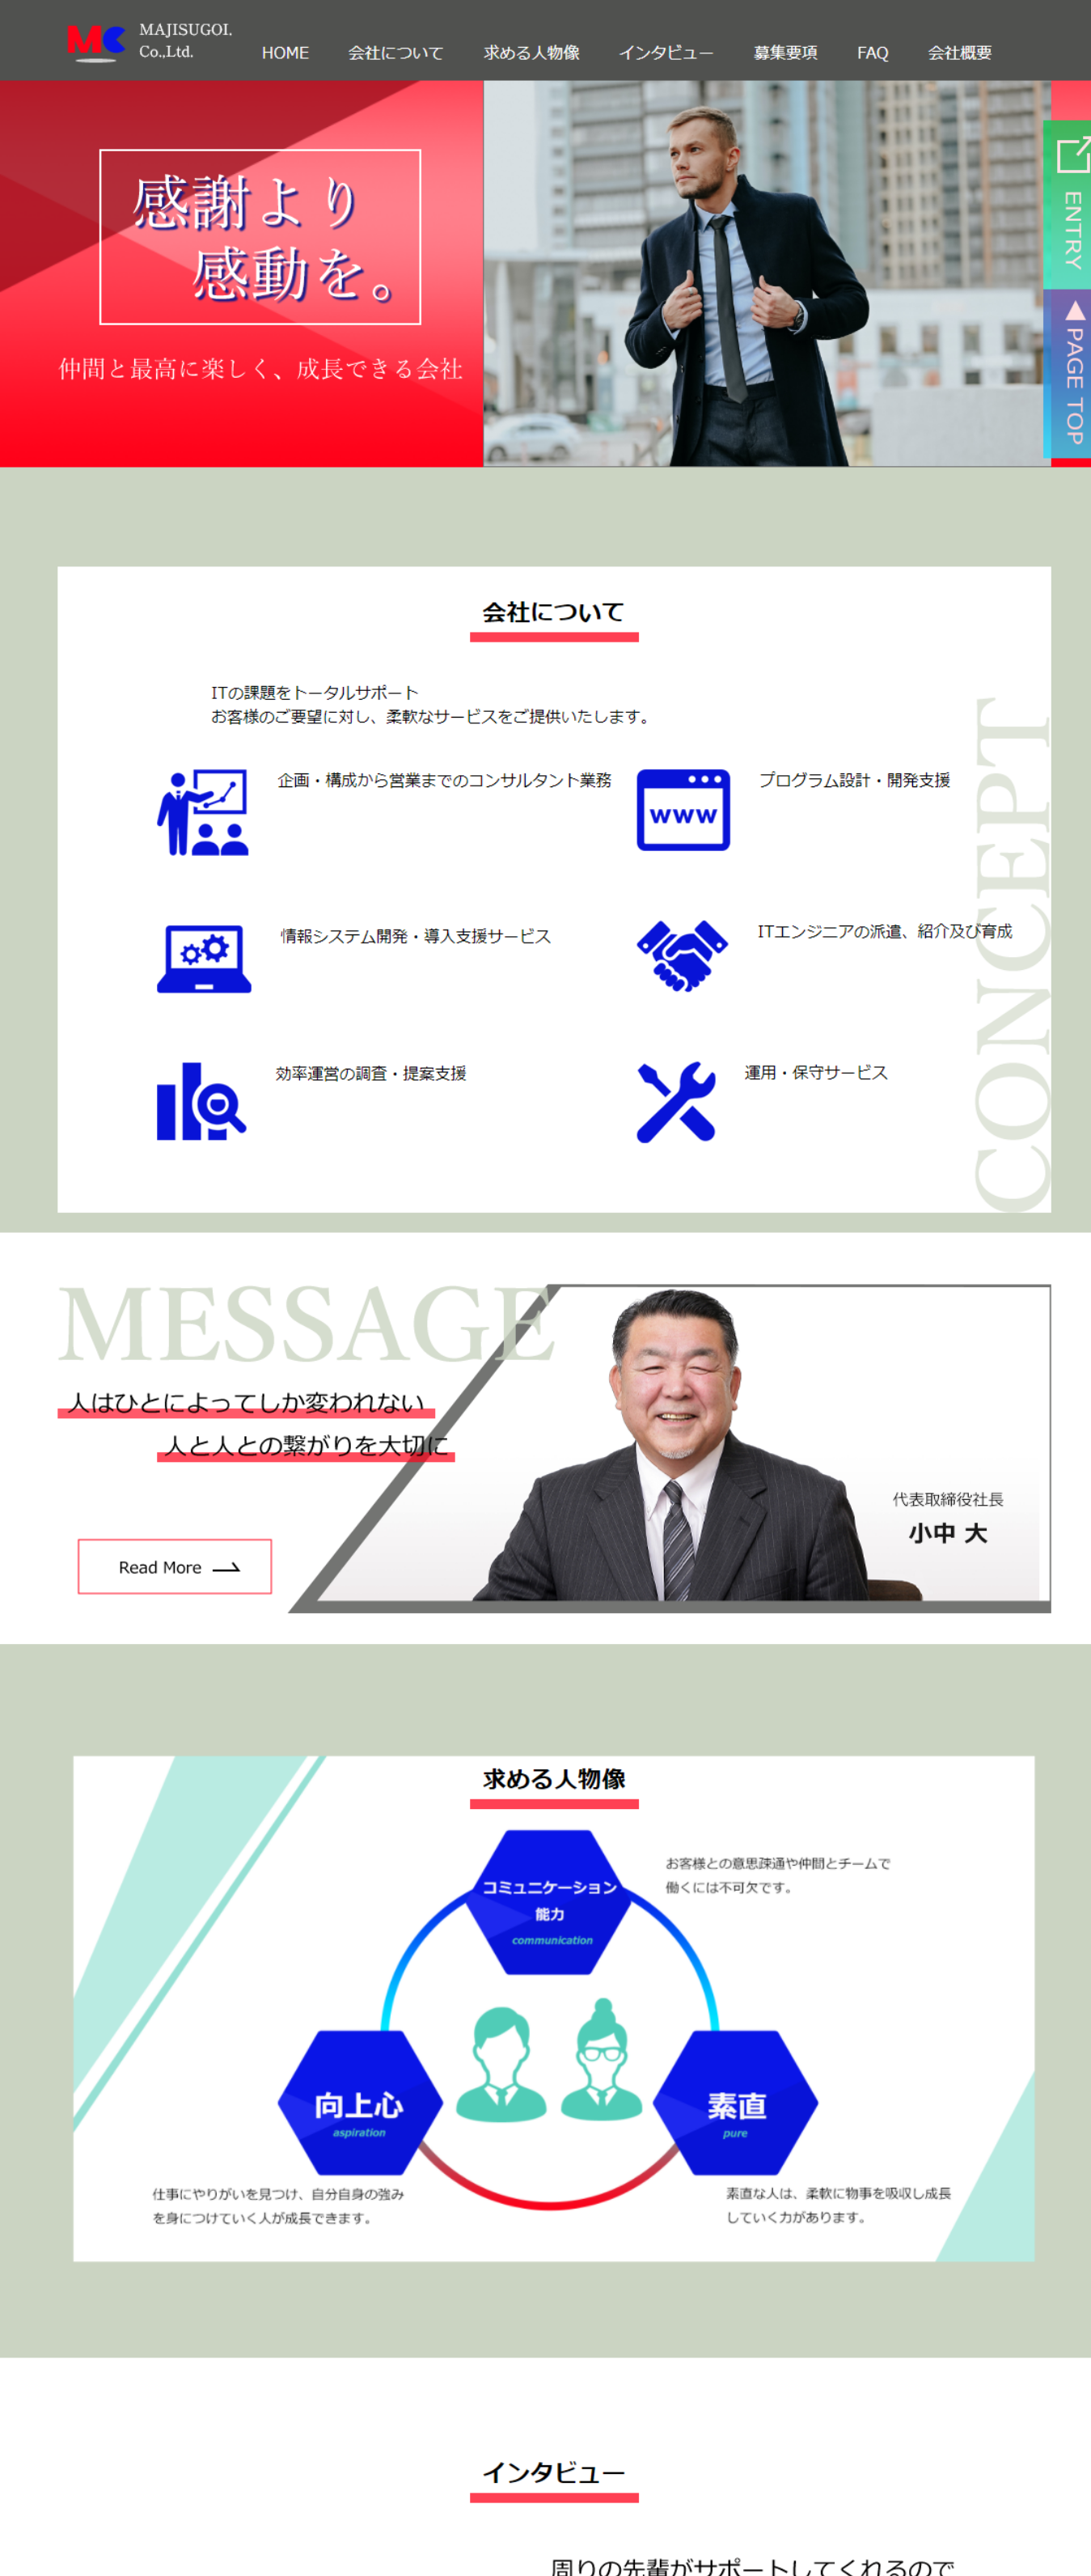 MAJISUGOI.
Co.,Ltd.
HOME
会社について
求める人物像
インタビュー
募集要項
FAQ
会社概要
感謝より
感動を。
仲間と最高に楽しく、成長できる会社
ENTRY
PAGE TOP
会社について
ITの課題をトータルサポート
お客様のご要望に対し、柔軟なサービスをご提供いたします。
企画・構成から営業までのコンサルタント業務
WWW
プログラム設計・開発支援
情報システム開発・導入支援サービス
ITエンジニアの派遣、紹介及び育成
効率運営の調査・提案支援
運用・保守サービス
CONCEPT
MESSAGE
人はひとによってしか変われない
人と人との繋がりを大切に
代表取締役社長
小中 大
Read More
求める人物像
コミュニケーション
能力
communication
お客様との意思疎通や仲間とチームで
働くには不可欠です。
向上心
aspiration
素直
pure
仕事にやりがいを見つけ、自分自身の強み
を身につけていく人が成長できます。
素直な人は、柔軟に物事を吸収し成長
していく力があります。
インタビュー
周りの先輩がサポートしてくれるので